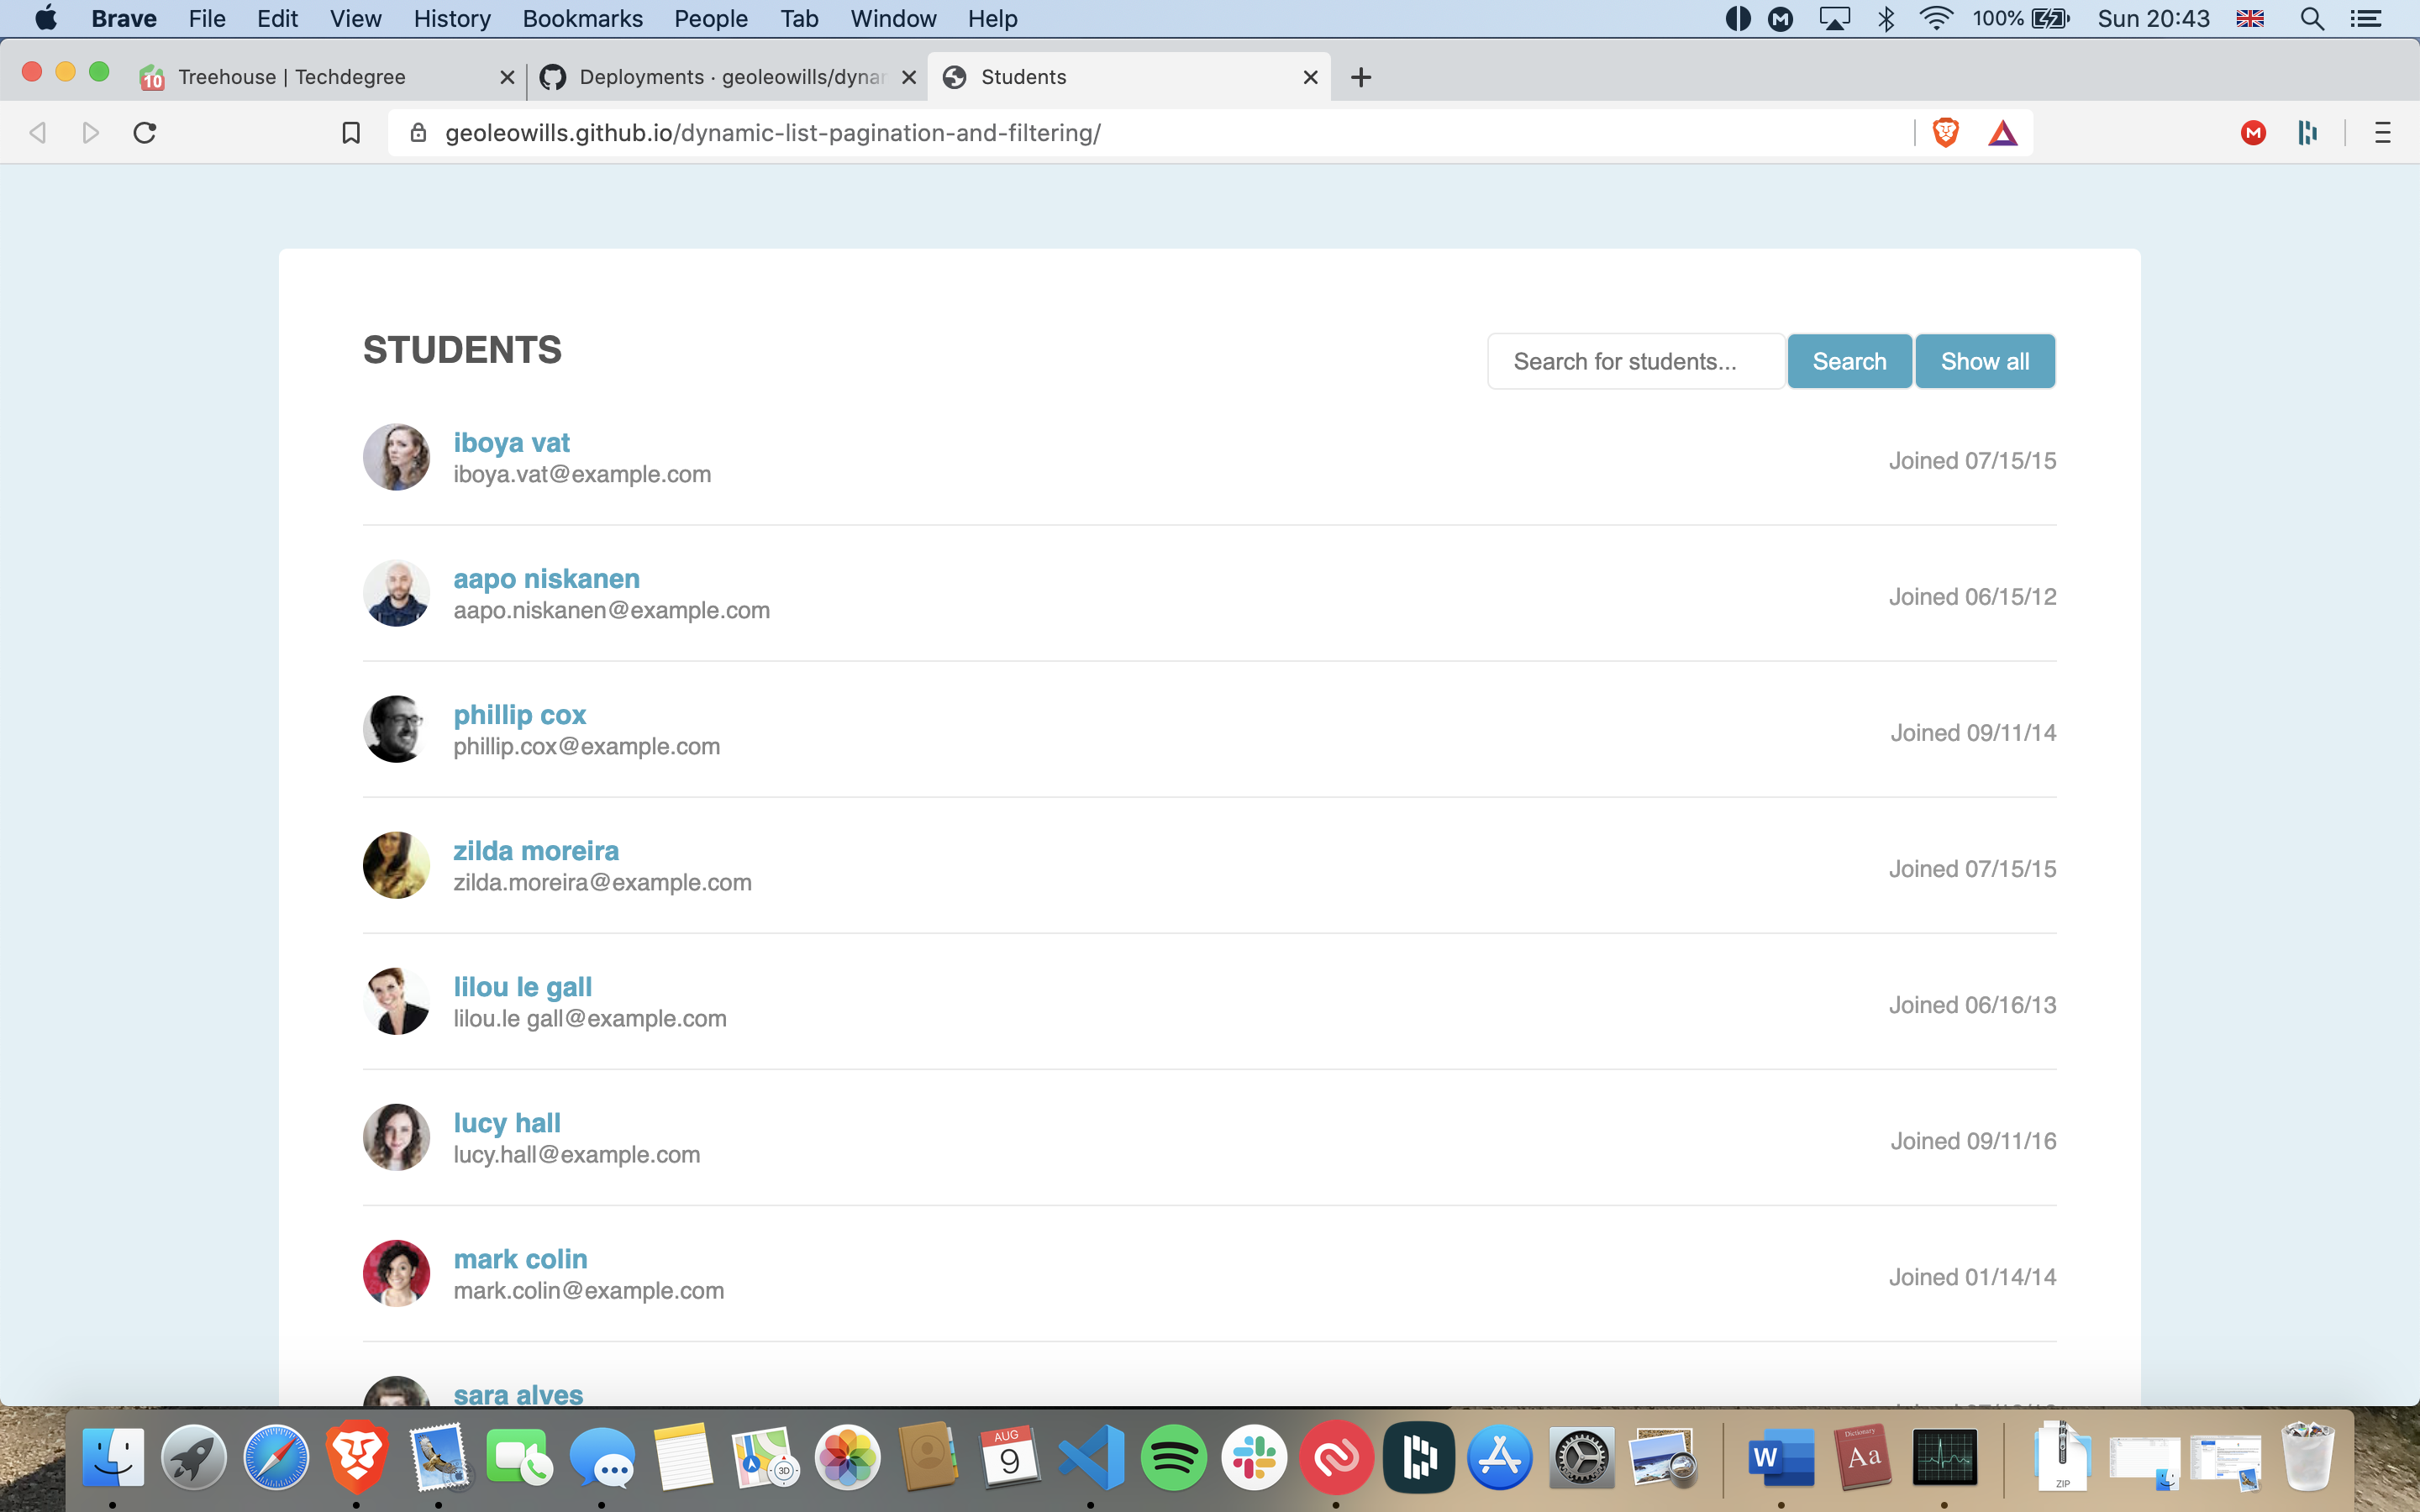 Brave File Edit View History Bookmarks People Tab Window Help 100% Sun 20:43
Treehouse | Techdegree Deployments · geoleowills/dynar Students
geoleowills.github.io/dynamic-list-pagination-and-filtering/
STUDENTS
Search for students... Search Show all
iboya vat
iboya.vat@example.com
Joined 07/15/15
aapo niskanen
aapo.niskanen@example.com
Joined 06/15/12
phillip cox
phillip.cox@example.com
Joined 09/11/14
zilda moreira
zilda.moreira@example.com
Joined 07/15/15
lilou le gall
lilou.le gall@example.com
Joined 06/16/13
lucy hall
lucy.hall@example.com
Joined 09/11/16
mark colin
mark.colin@example.com
Joined 01/14/14
sara alves
AUG
9
3D
W
Dictionary
Aa
ZIP